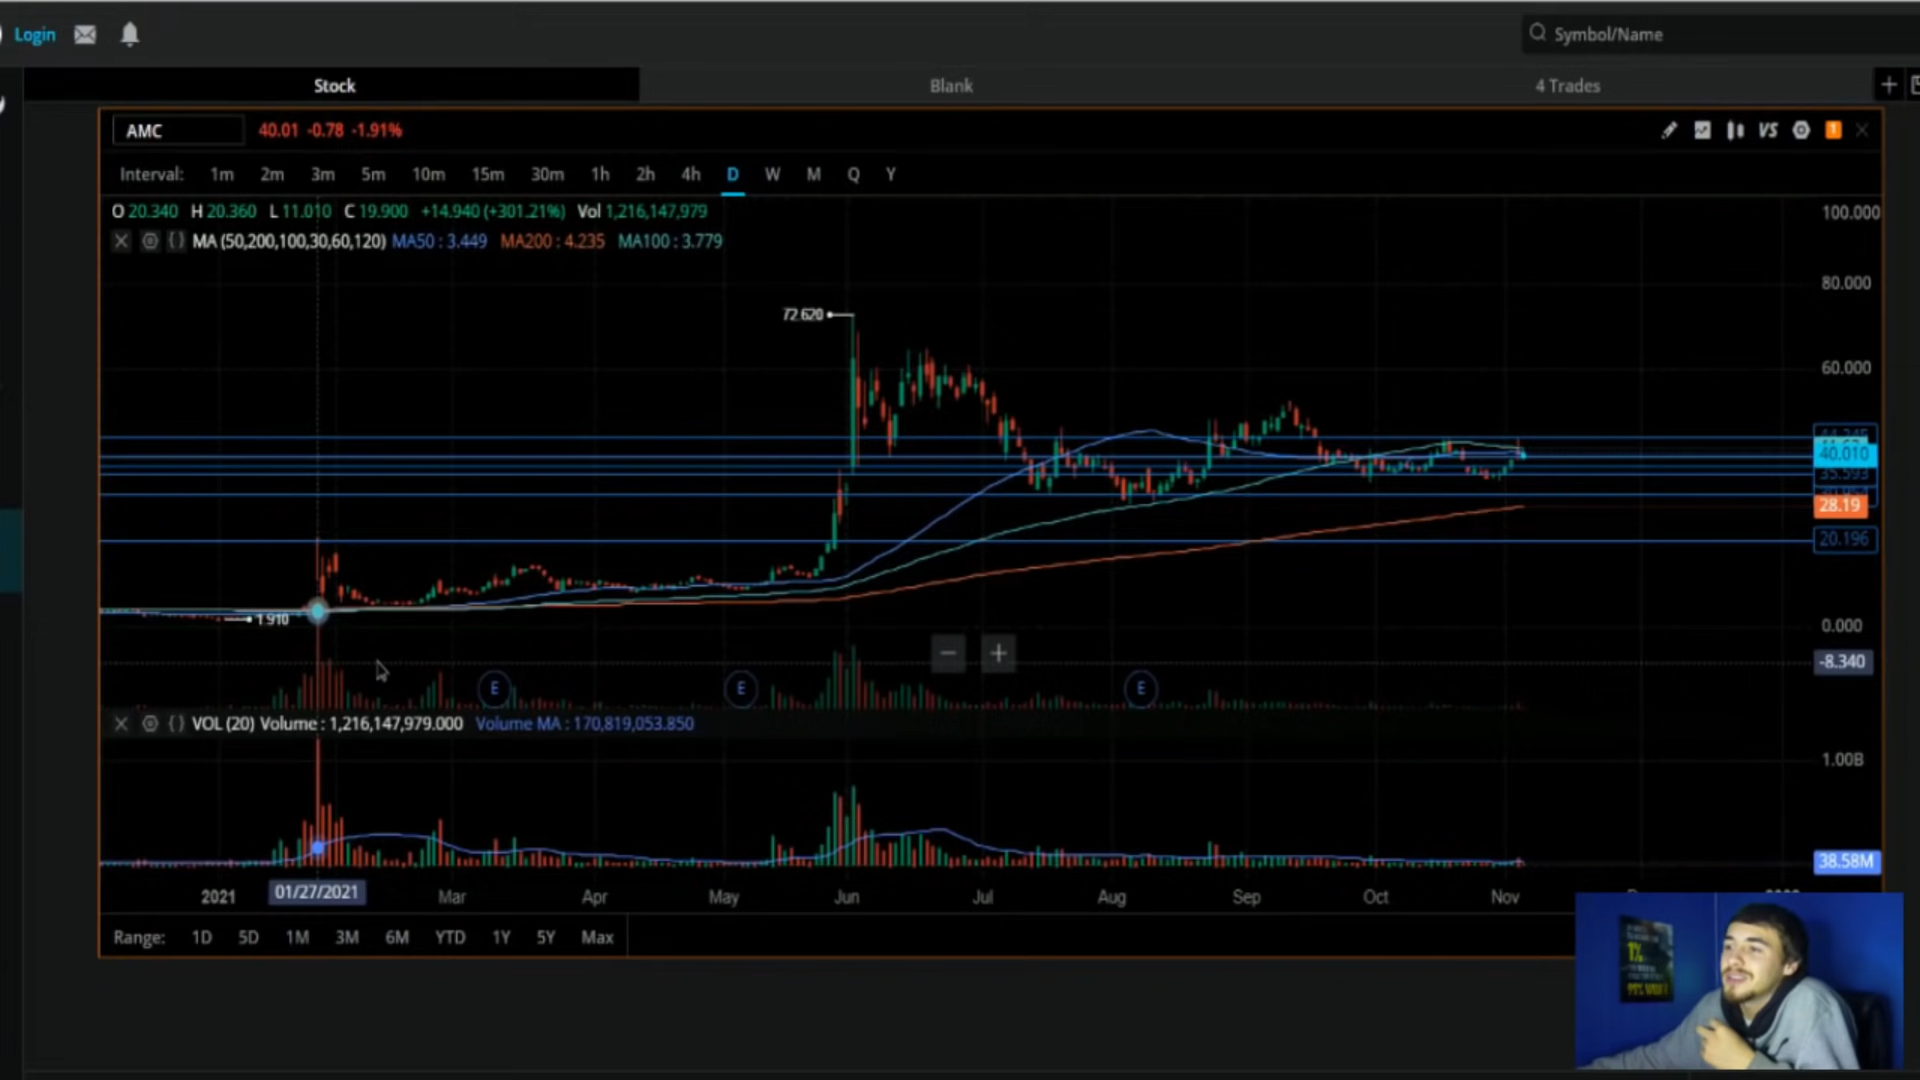 Login
Symbol/Name
Stock Blank 4 Trades
AMC 40.01 -0.78 -1.91% VS 1
Interval: 1m 2m 3m 5m 10m 15m 30m 1h 2h 4h D W M Q Y
O 20.340 H 20.360 L 11.010 C 19.900 +14.940 (+301.21%) Vol 1,216,147,979
MA (50,200,100,30,60,120) MA50 : 3.449 MA200 : 4.235 MA100 : 3.779
100.000
80.000
72.620
60.000
40.010
35.593
28.19
20.196
1.910
0.000
-8.340
E E E
VOL (20) Volume : 1,216,147,979.000 Volume MA : 170,819,053.850
1.00B
38.58M
2021 01/27/2021 Mar Apr May Jun Jul Aug Sep Oct Nov
Range: 1D 5D 1M 3M 6M YTD 1Y 5Y Max
1%